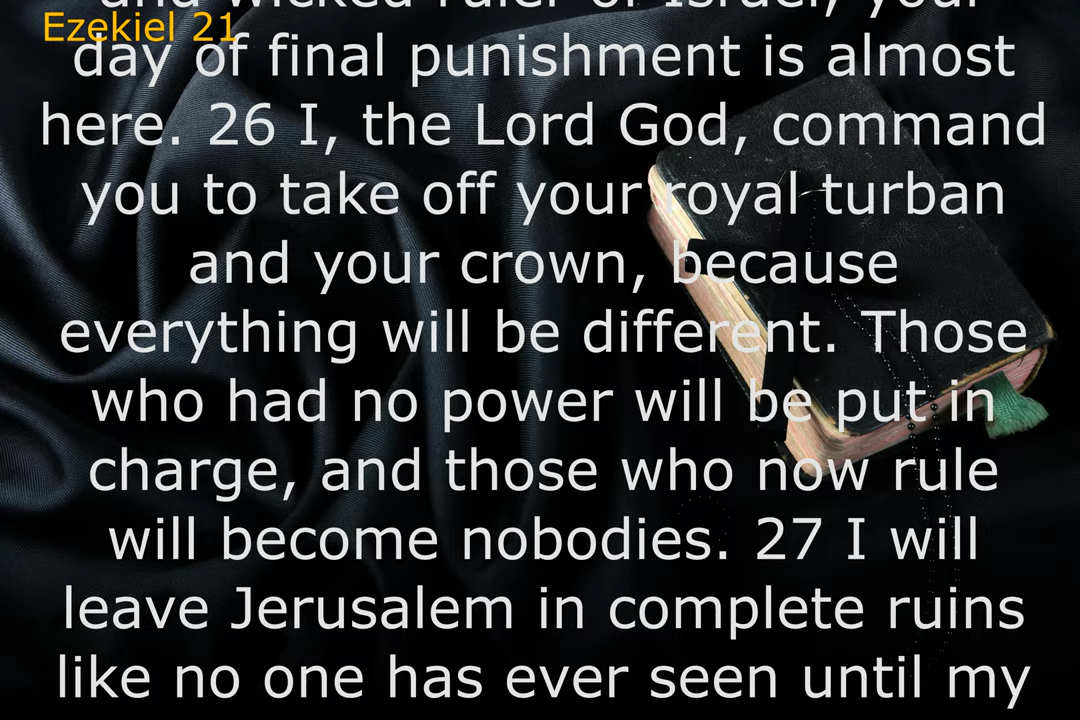 and wicked ruler of Israel, your
Ezekiel 21
day of final punishment is almost
here. 26 I, the Lord God, command
you to take off your royal turban
and your crown, because
everything will be different. Those
who had no power will be put in
charge, and those who now rule
will become nobodies. 27 I will
leave Jerusalem in complete ruins
like no one has ever seen until my